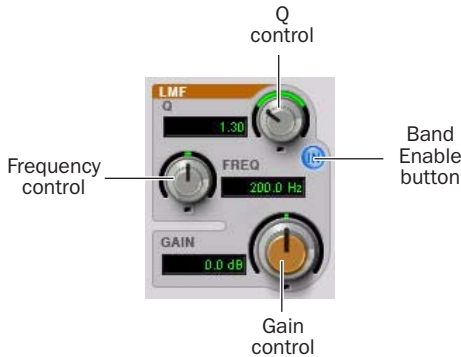 Q
control
LMF
Q
1.30
IN
Band
Enable
button
Frequency
control
FREQ
200.0 Hz
GAIN
0.0 dB
Gain
control